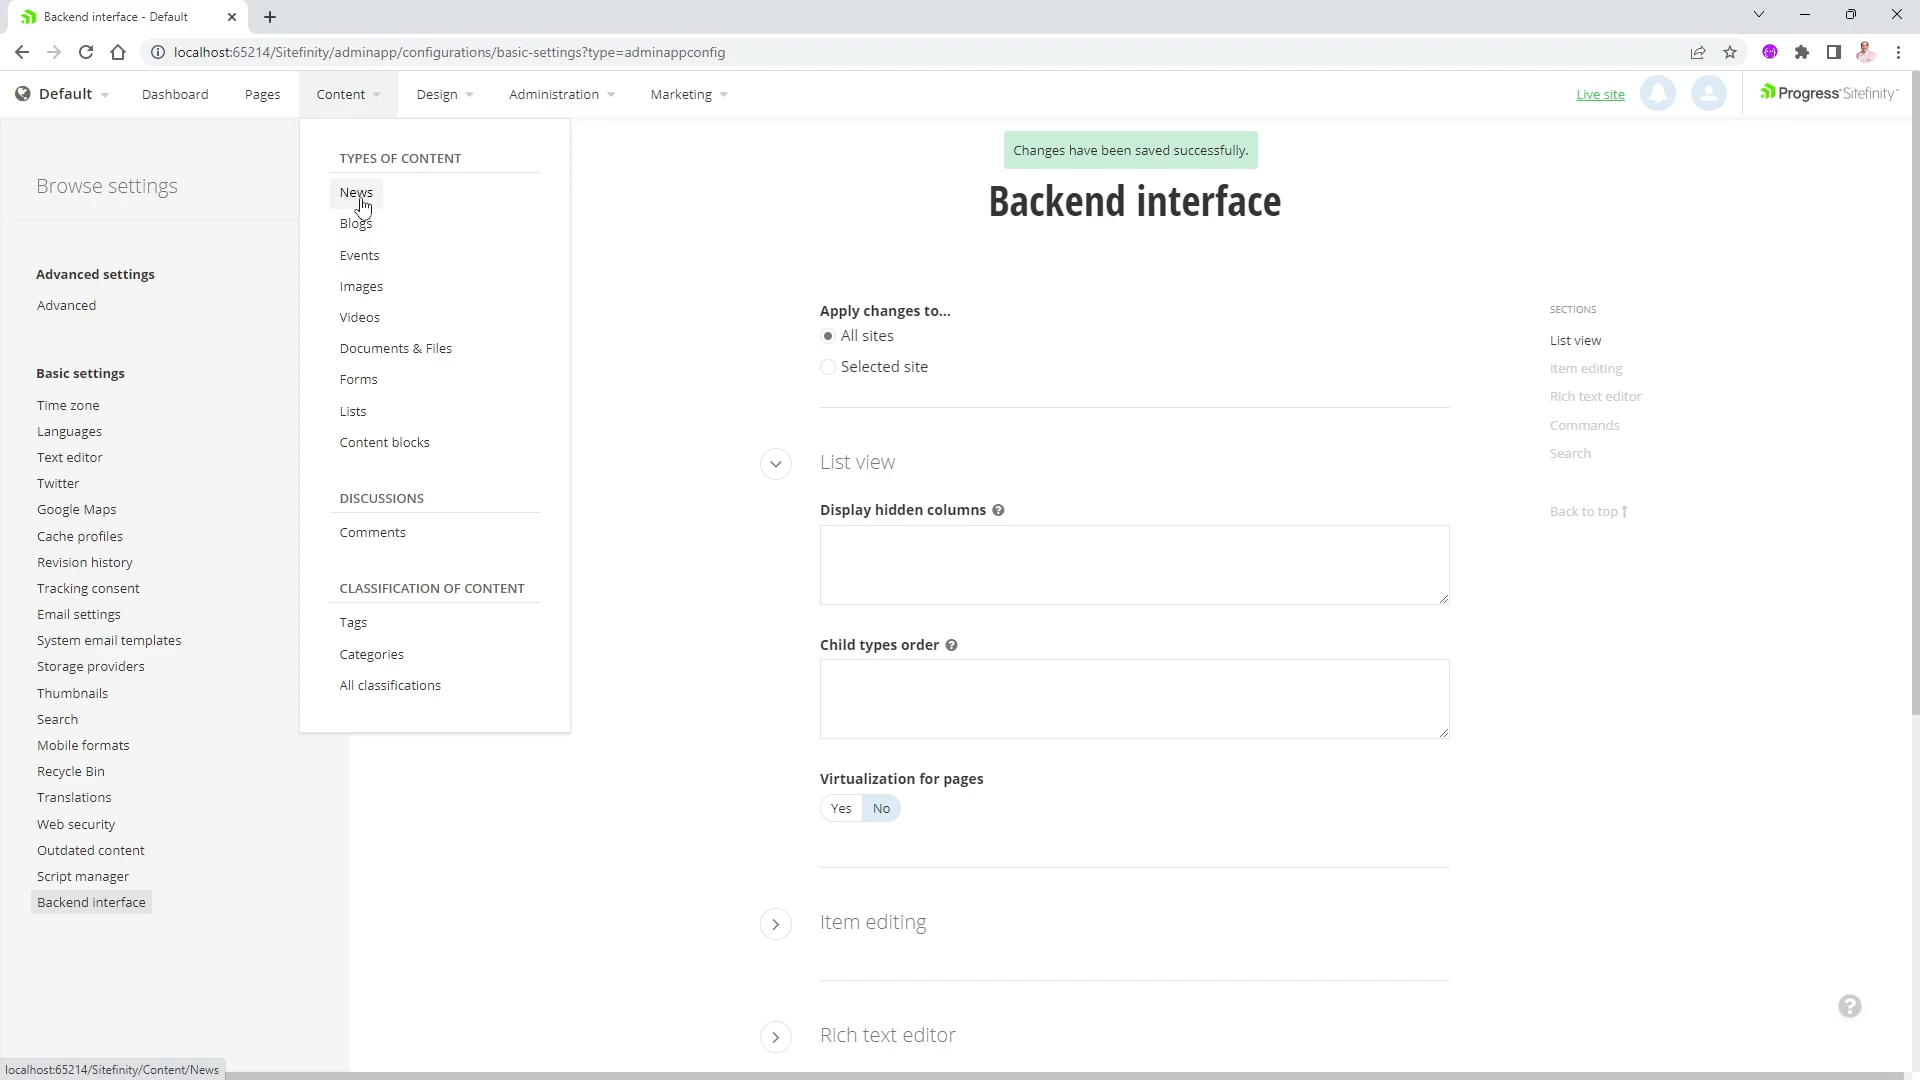 Backend interface - Default
localhost:65214/Sitefinity/adminapp/configurations/basic-settings?type=adminappconfig
Default
Dashboard
Pages
Content
Design
Administration
Marketing
Live site
Progress Sitefinity
Browse settings
Advanced settings
Advanced
Basic settings
Time zone
Languages
Text editor
Twitter
Google Maps
Cache profiles
Revision history
Tracking consent
Email settings
System email templates
Storage providers
Thumbnails
Search
Mobile formats
Recycle Bin
Translations
Web security
Outdated content
Script manager
Backend interface
TYPES OF CONTENT
News
Blogs
Events
Images
Videos
Documents & Files
Forms
Lists
Content blocks
DISCUSSIONS
Comments
CLASSIFICATION OF CONTENT
Tags
Categories
All classifications
Changes have been saved successfully.
Backend interface
Apply changes to...
All sites
Selected site
List view
Display hidden columns ?
Child types order ?
Virtualization for pages
Yes No
Item editing
Rich text editor
SECTIONS
List view
Item editing
Rich text editor
Commands
Search
Back to top
?
localhost:65214/Sitefinity/Content/News